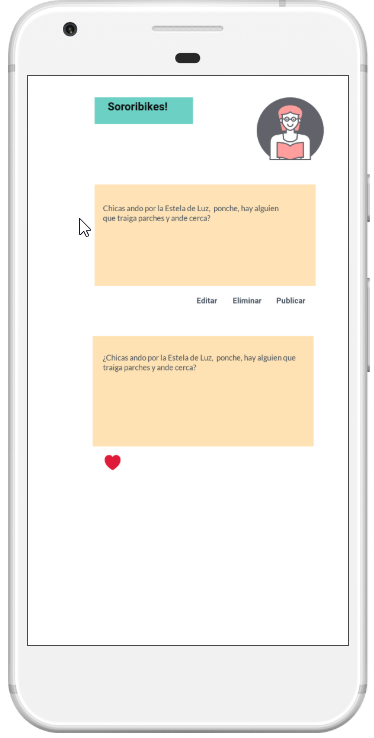 Sororibikes!
Chicas ando por la Estela de Luz,  ponche, hay alguien
que traiga parches y ande cerca?
Editar Eliminar Publicar
¿Chicas ando por la Estela de Luz,  ponche, hay alguien que
traiga parches y ande cerca?